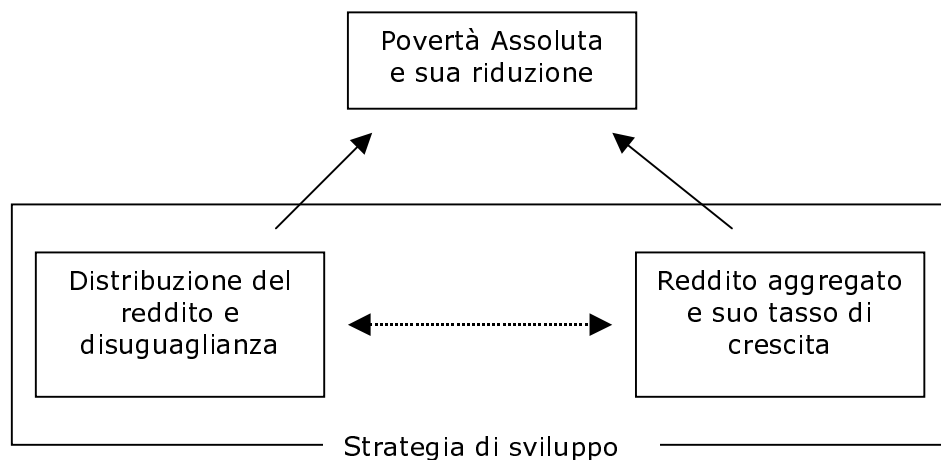 Povertà Assoluta
e sua riduzione
Distribuzione del
reddito e
disuguaglianza
Reddito aggregato
e suo tasso di
crescita
Strategia di sviluppo